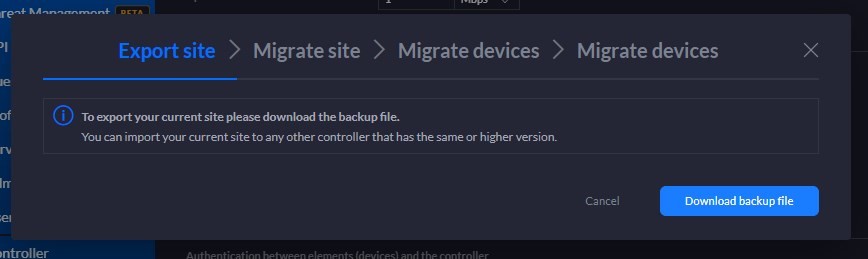 reat Management BETA
1 Mbps
Export site > Migrate site > Migrate devices > Migrate devices
To export your current site please download the backup file.
You can import your current site to any other controller that has the same or higher version.
Cancel Download backup file
ontroller
Authentication between elements (devices) and the controller